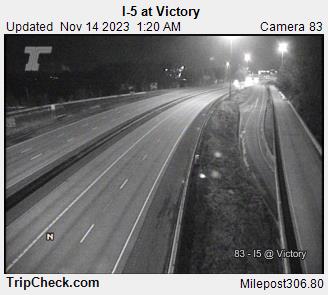 I-5 at Victory
Updated Nov 14 2023 1:20 AM Camera 83
T
N
83 - I5 @ Victory
TripCheck.com Milepost306.80